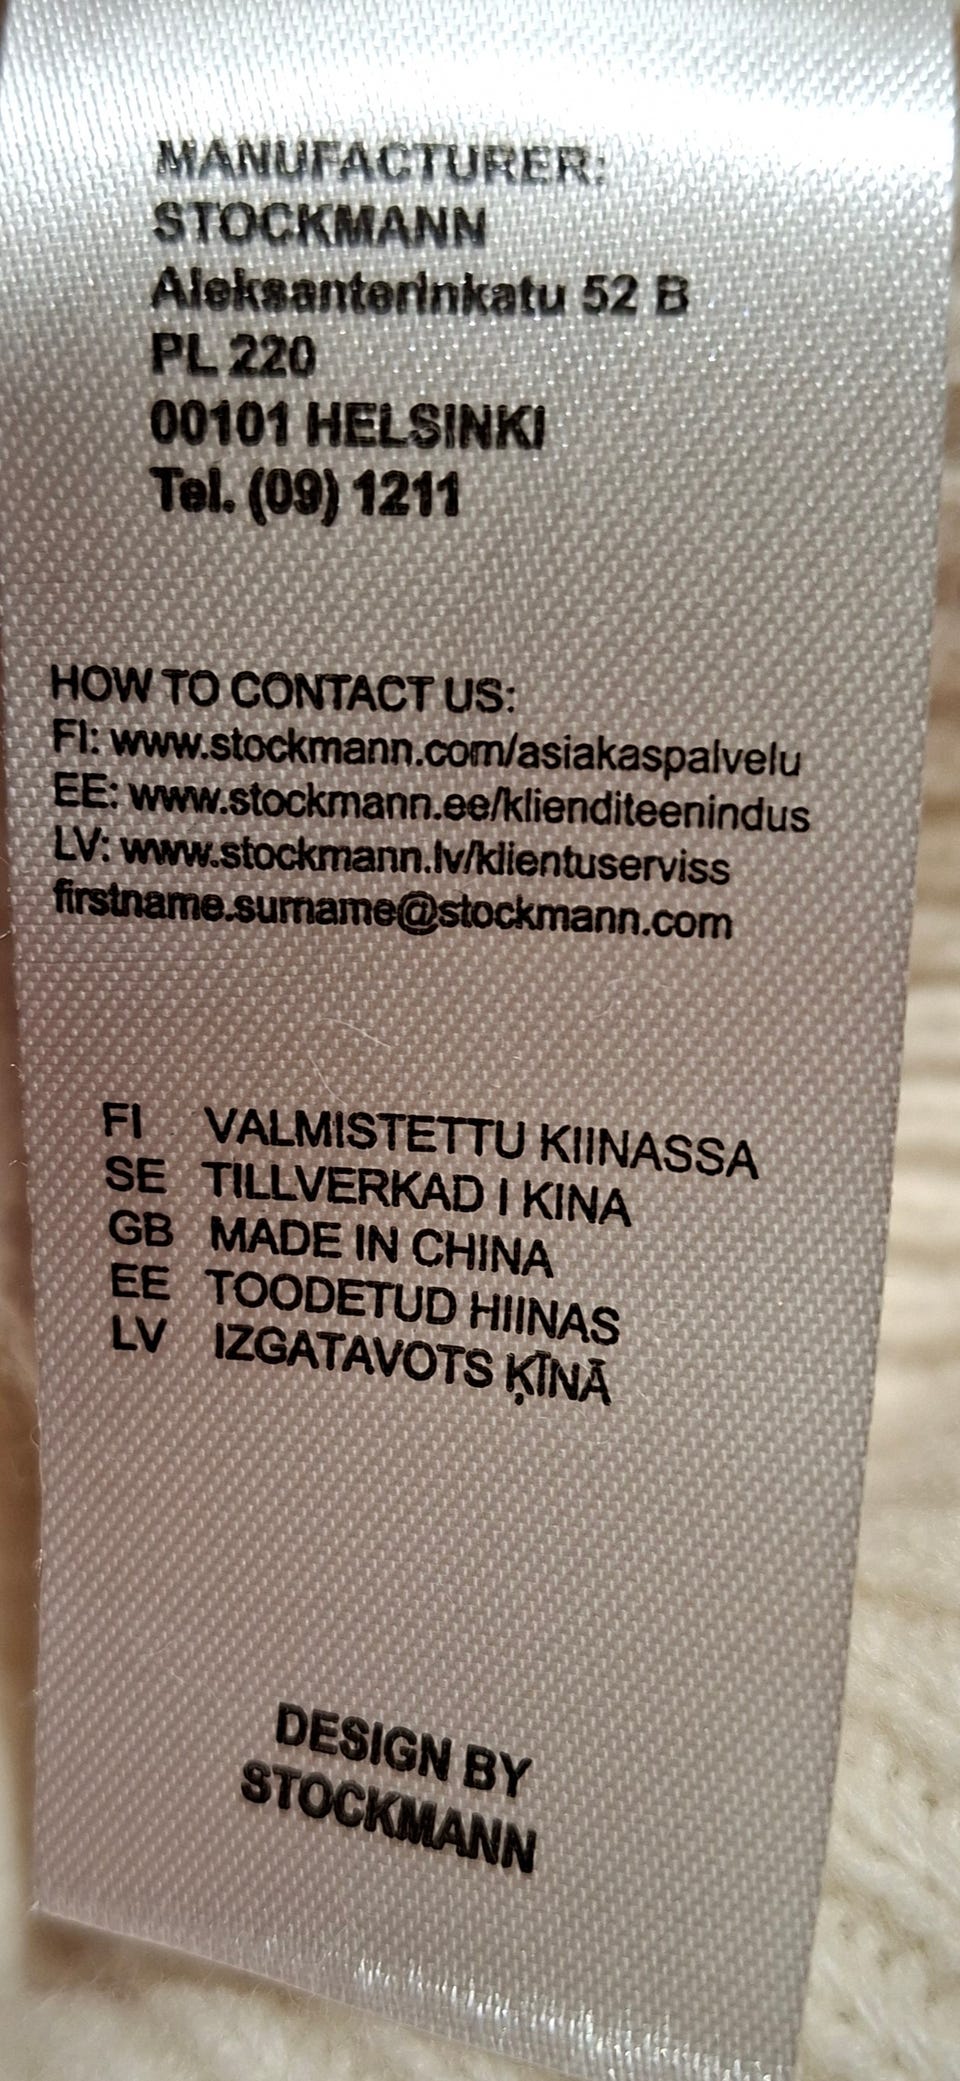 MANUFACTURER:
STOCKMANN
Aleksanterinkatu 52 B
PL 220
00101 HELSINKI
Tel. (09) 1211
HOW TO CONTACT US:
FI: www.stockmann.com/asiakaspalvelu
EE: www.stockmann.ee/klienditeenindus
LV: www.stockmann.lv/klientuserviss
firstname.surname@stockmann.com
FI VALMISTETTU KIINASSA
SE TILLVERKAD I KINA
GB MADE IN CHINA
EE TOODETUD HIINAS
LV IZGATAVOTS ĶĪNĀ
DESIGN BY
STOCKMANN